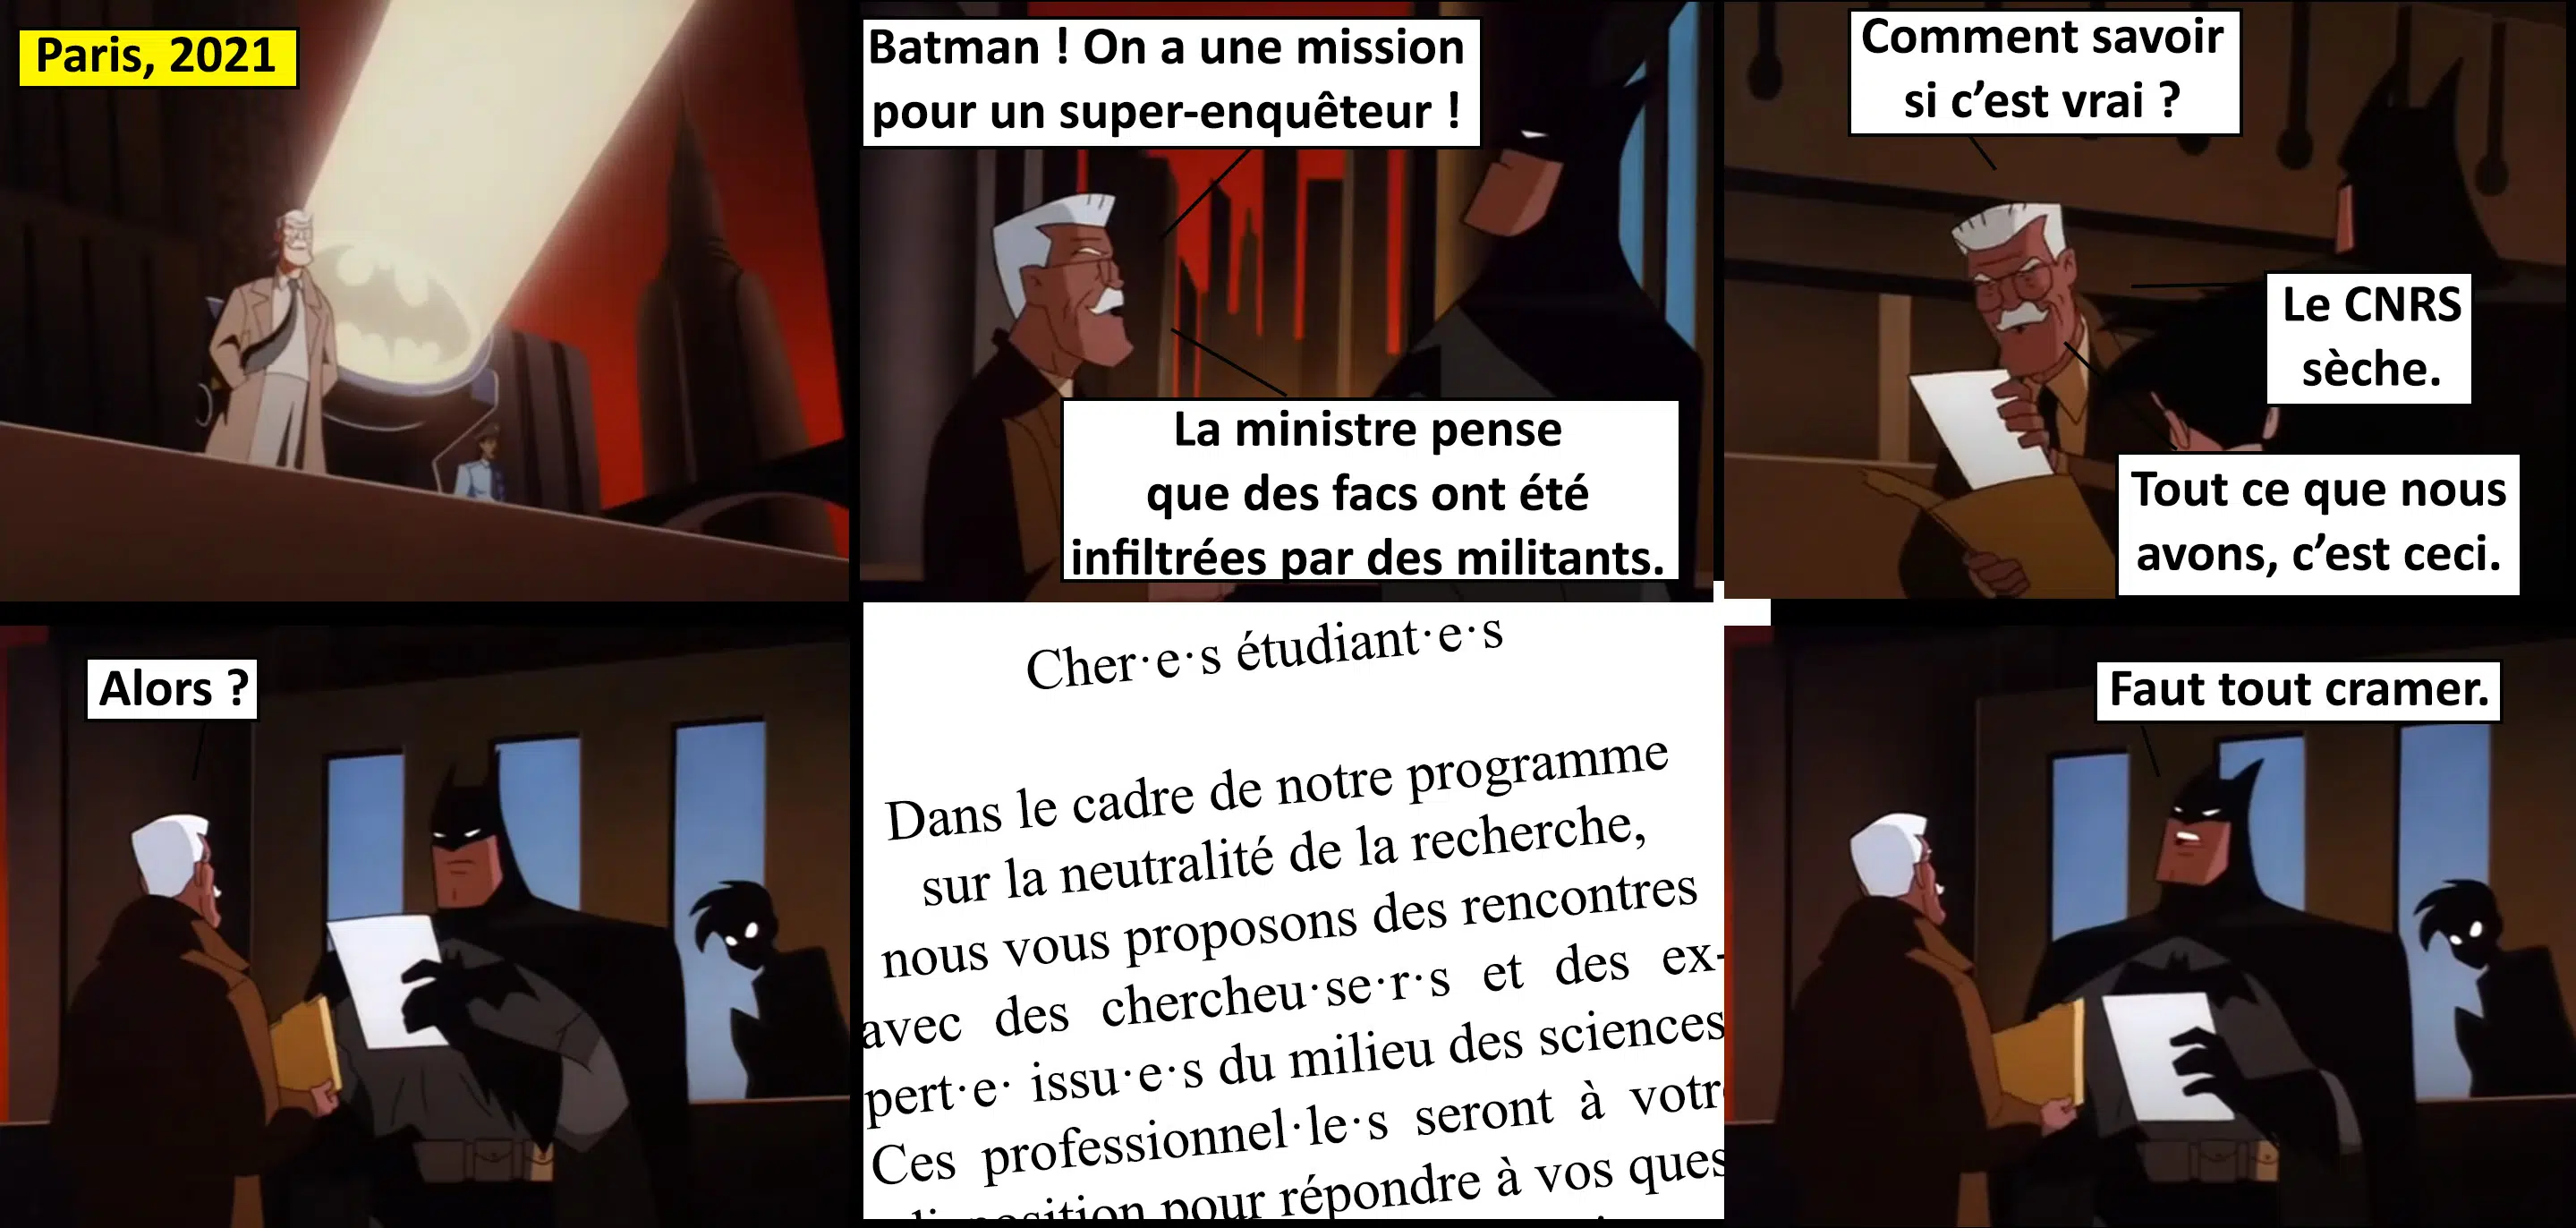 Paris, 2021
Batman ! On a une mission
pour un super-enquêteur !
La ministre pense
que des facs ont été
infiltrées par des militants.
Comment savoir
si c’est vrai ?
Le CNRS
sèche.
Tout ce que nous
avons, c’est ceci.
Alors ?
Cher·e·s étudiant·e·s
Dans le cadre de notre programme
sur la neutralité de la recherche,
nous vous proposons des rencontres
avec des chercheu·se·r·s et des ex-
pert·e· issu·e·s du milieu des sciences
Ces professionnel·le·s seront à votr
disposition pour répondre à vos ques
Faut tout cramer.